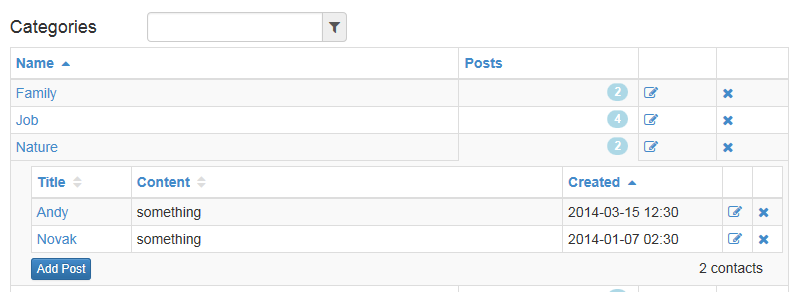 Categories
Name Posts
Family 2
Job 4
Nature 2
Title Content Created
Andy something 2014-03-15 12:30
Novak something 2014-01-07 02:30
Add Post 2 contacts